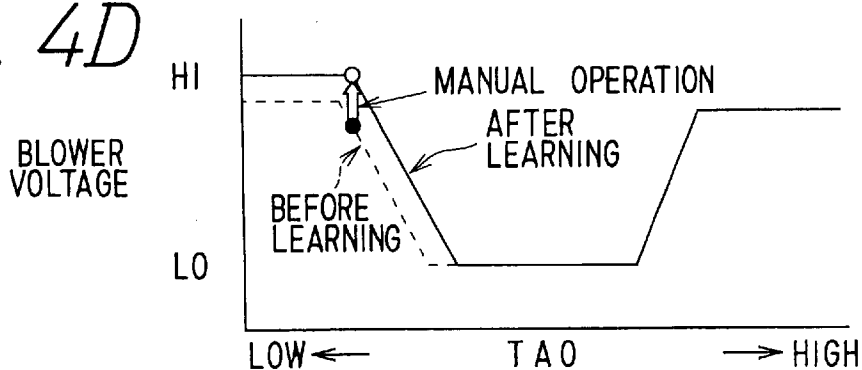 4D
HI
MANUAL OPERATION
AFTER
LEARNING
BLOWER
VOLTAGE
BEFORE
LEARNING
LO
LOW
TAO
HIGH